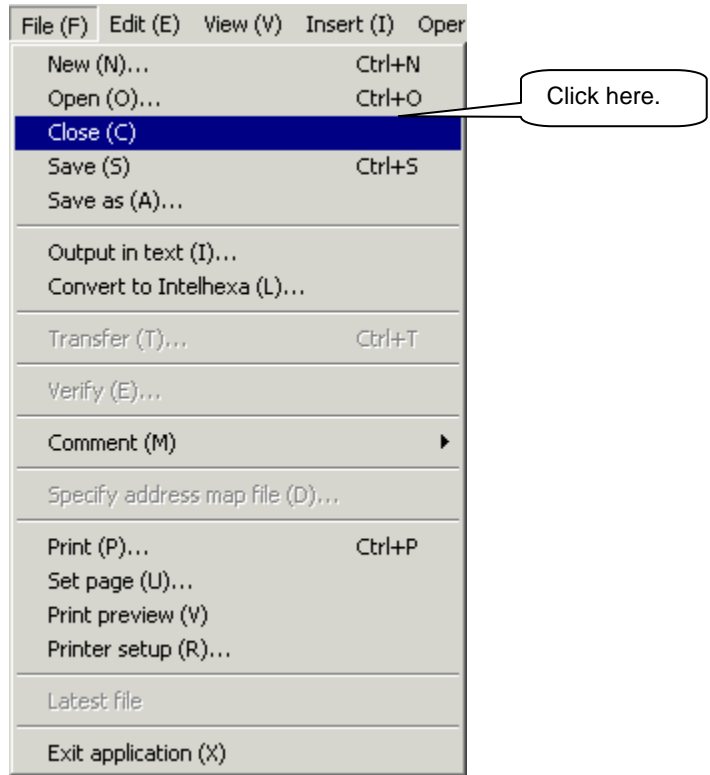 File (F) Edit (E) View (V) Insert (I) Oper
New (N)... Ctrl+N
Open (O)... Ctrl+O
Click here.
Close (C)
Save (S) Ctrl+S
Save as (A)...
Output in text (I)...
Convert to Intelhexa (L)...
Transfer (T)... Ctrl+T
Verify (E)...
Comment (M)
Specify address map file (D)...
Print (P)... Ctrl+P
Set page (U)...
Print preview (V)
Printer setup (R)...
Latest file
Exit application (X)